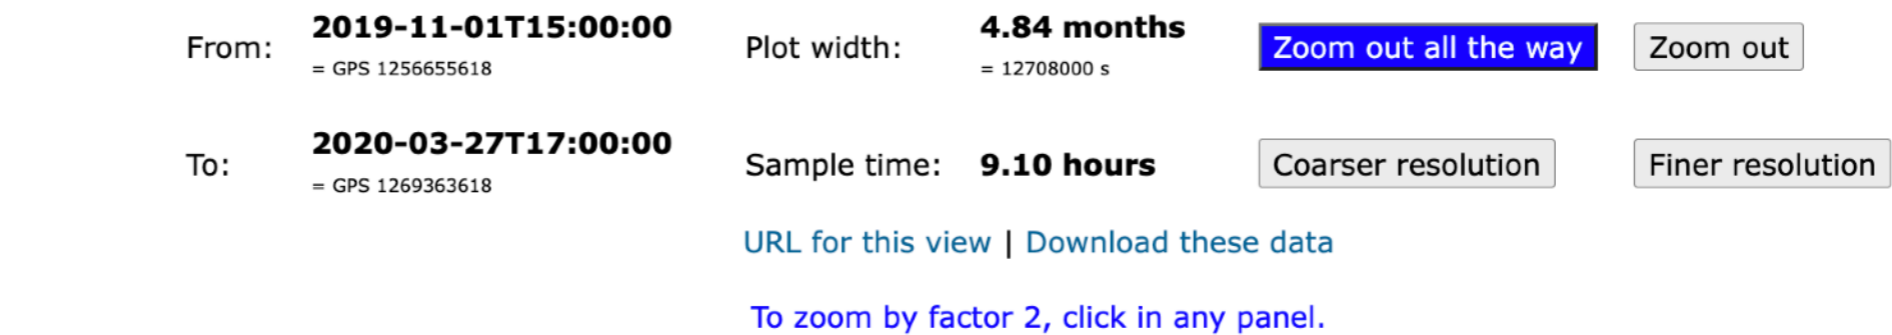 From: 2019-11-01T15:00:00 Plot width: 4.84 months Zoom out all the way Zoom out
= GPS 1256655618 = 12708000 s
To: 2020-03-27T17:00:00 Sample time: 9.10 hours Coarser resolution Finer resolution
= GPS 1269363618
URL for this view | Download these data
To zoom by factor 2, click in any panel.